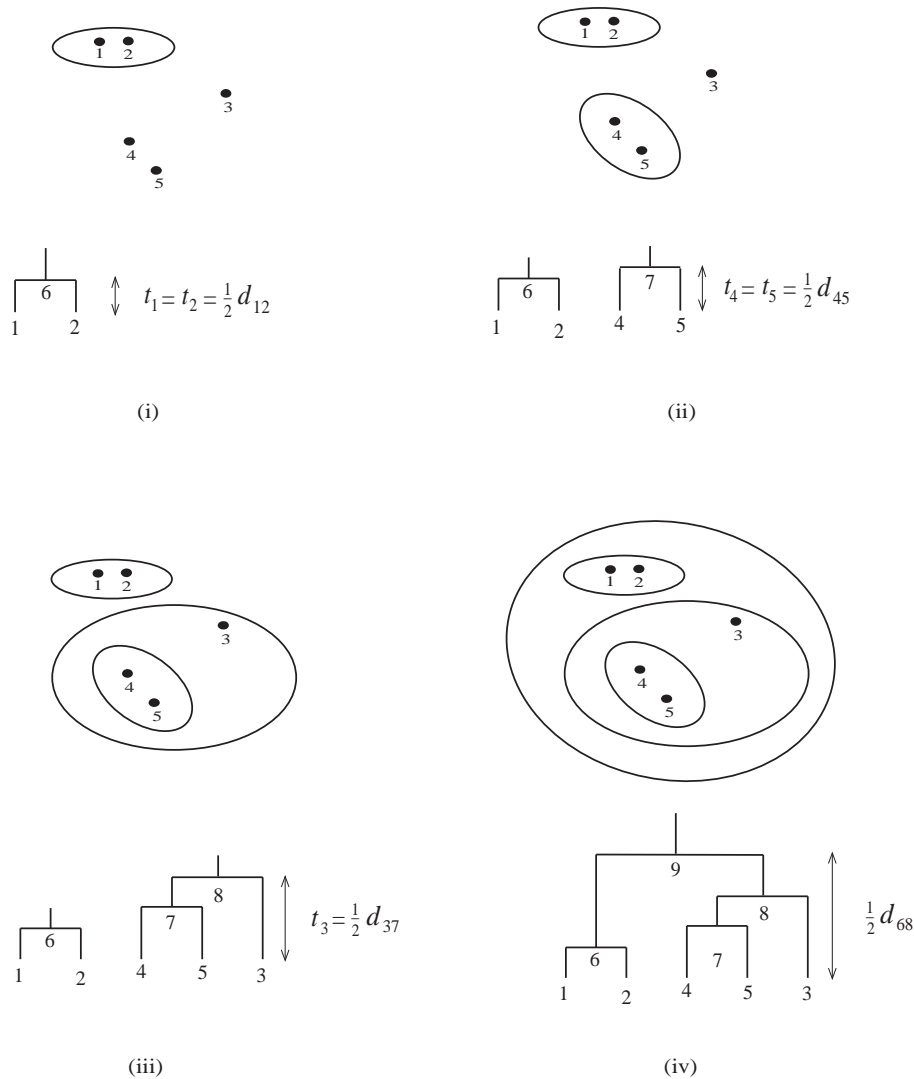 1 2
3
4
5
6
1 2
t₁ = t₂ = ½ d₁₂
(i)
1 2
3
4
5
6
1 2
7
4 5
t₄ = t₅ = ½ d₄₅
(ii)
1 2
3
4
5
6
1 2
8
7
4 5 3
t₃ = ½ d₃₇
(iii)
1 2
3
4
5
9
8
6 7
1 2 4 5 3
½ d₆₈
(iv)